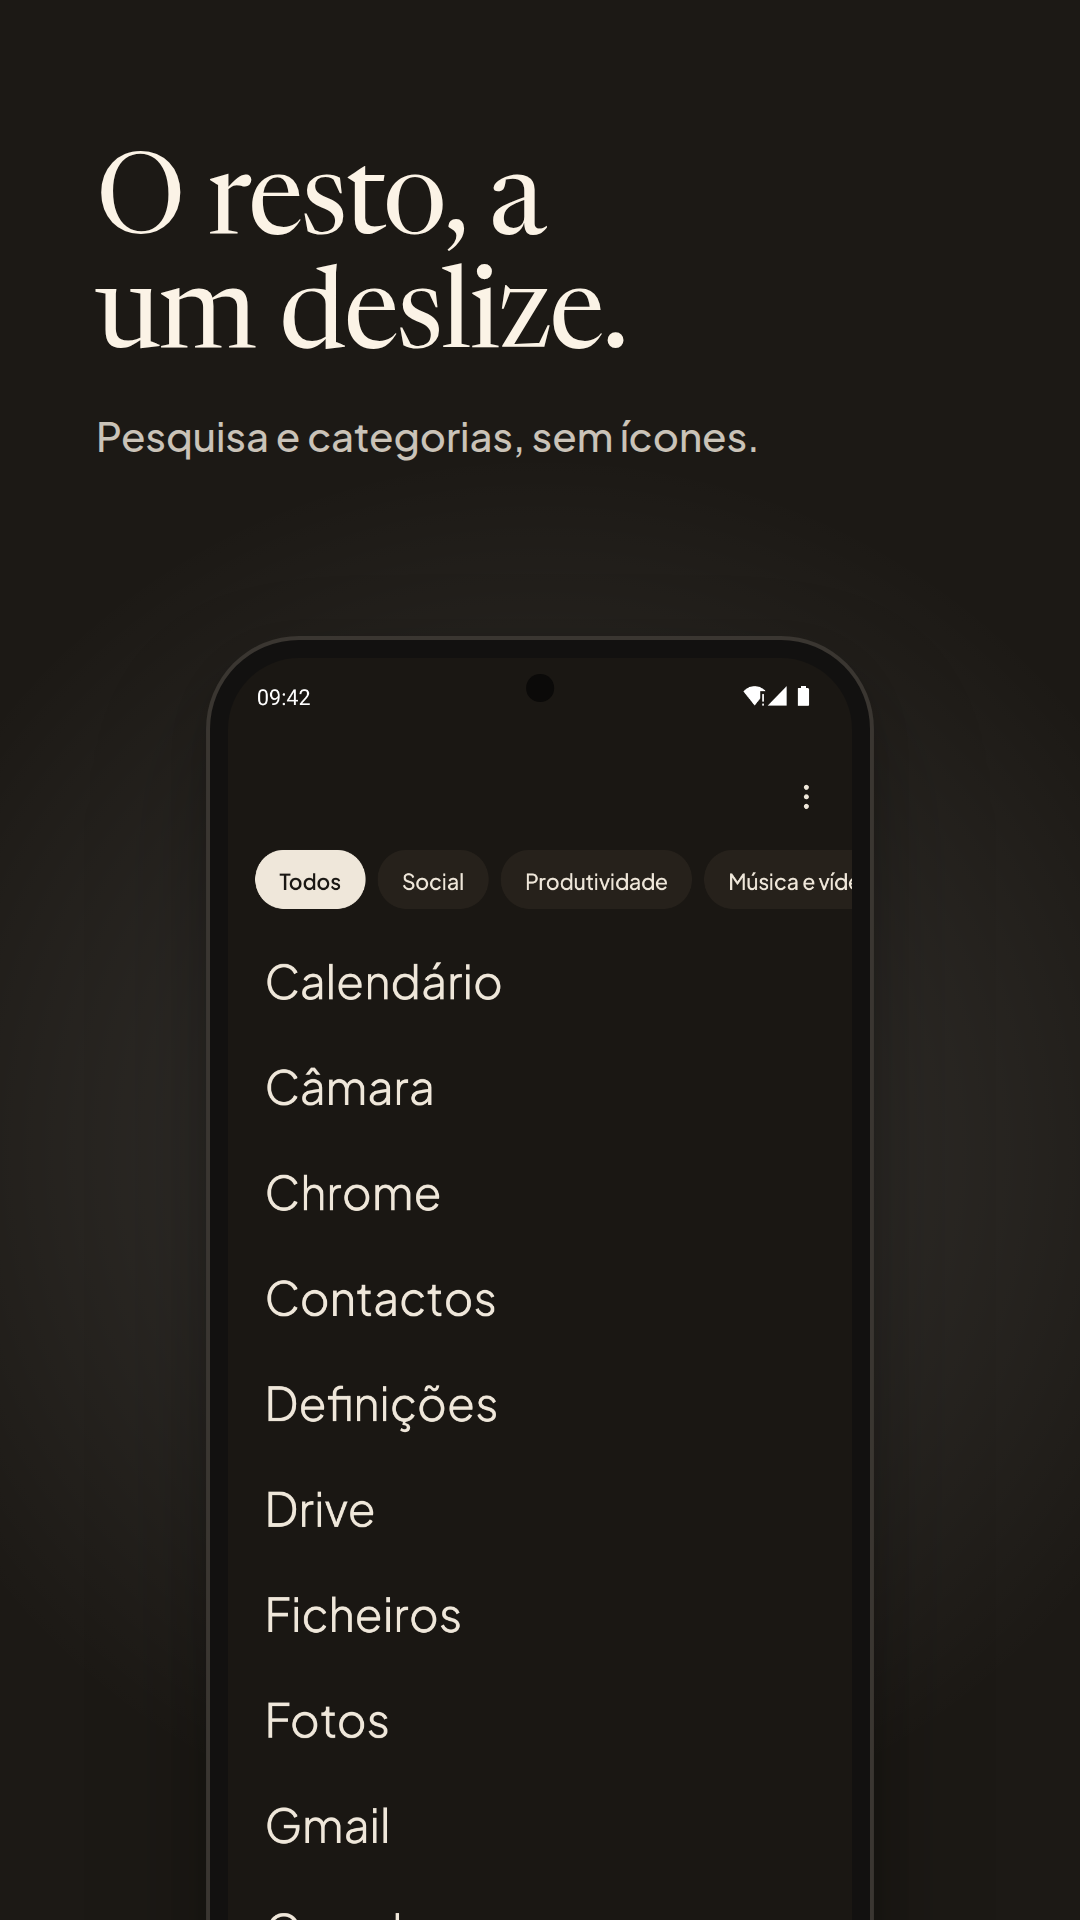 O resto, a
um deslize.
Pesquisa e categorias, sem ícones.
09:42
Todos
Social
Produtividade
Música e
Calendário
Câmara
Chrome
Contactos
Definições
Drive
Ficheiros
Fotos
Gmail